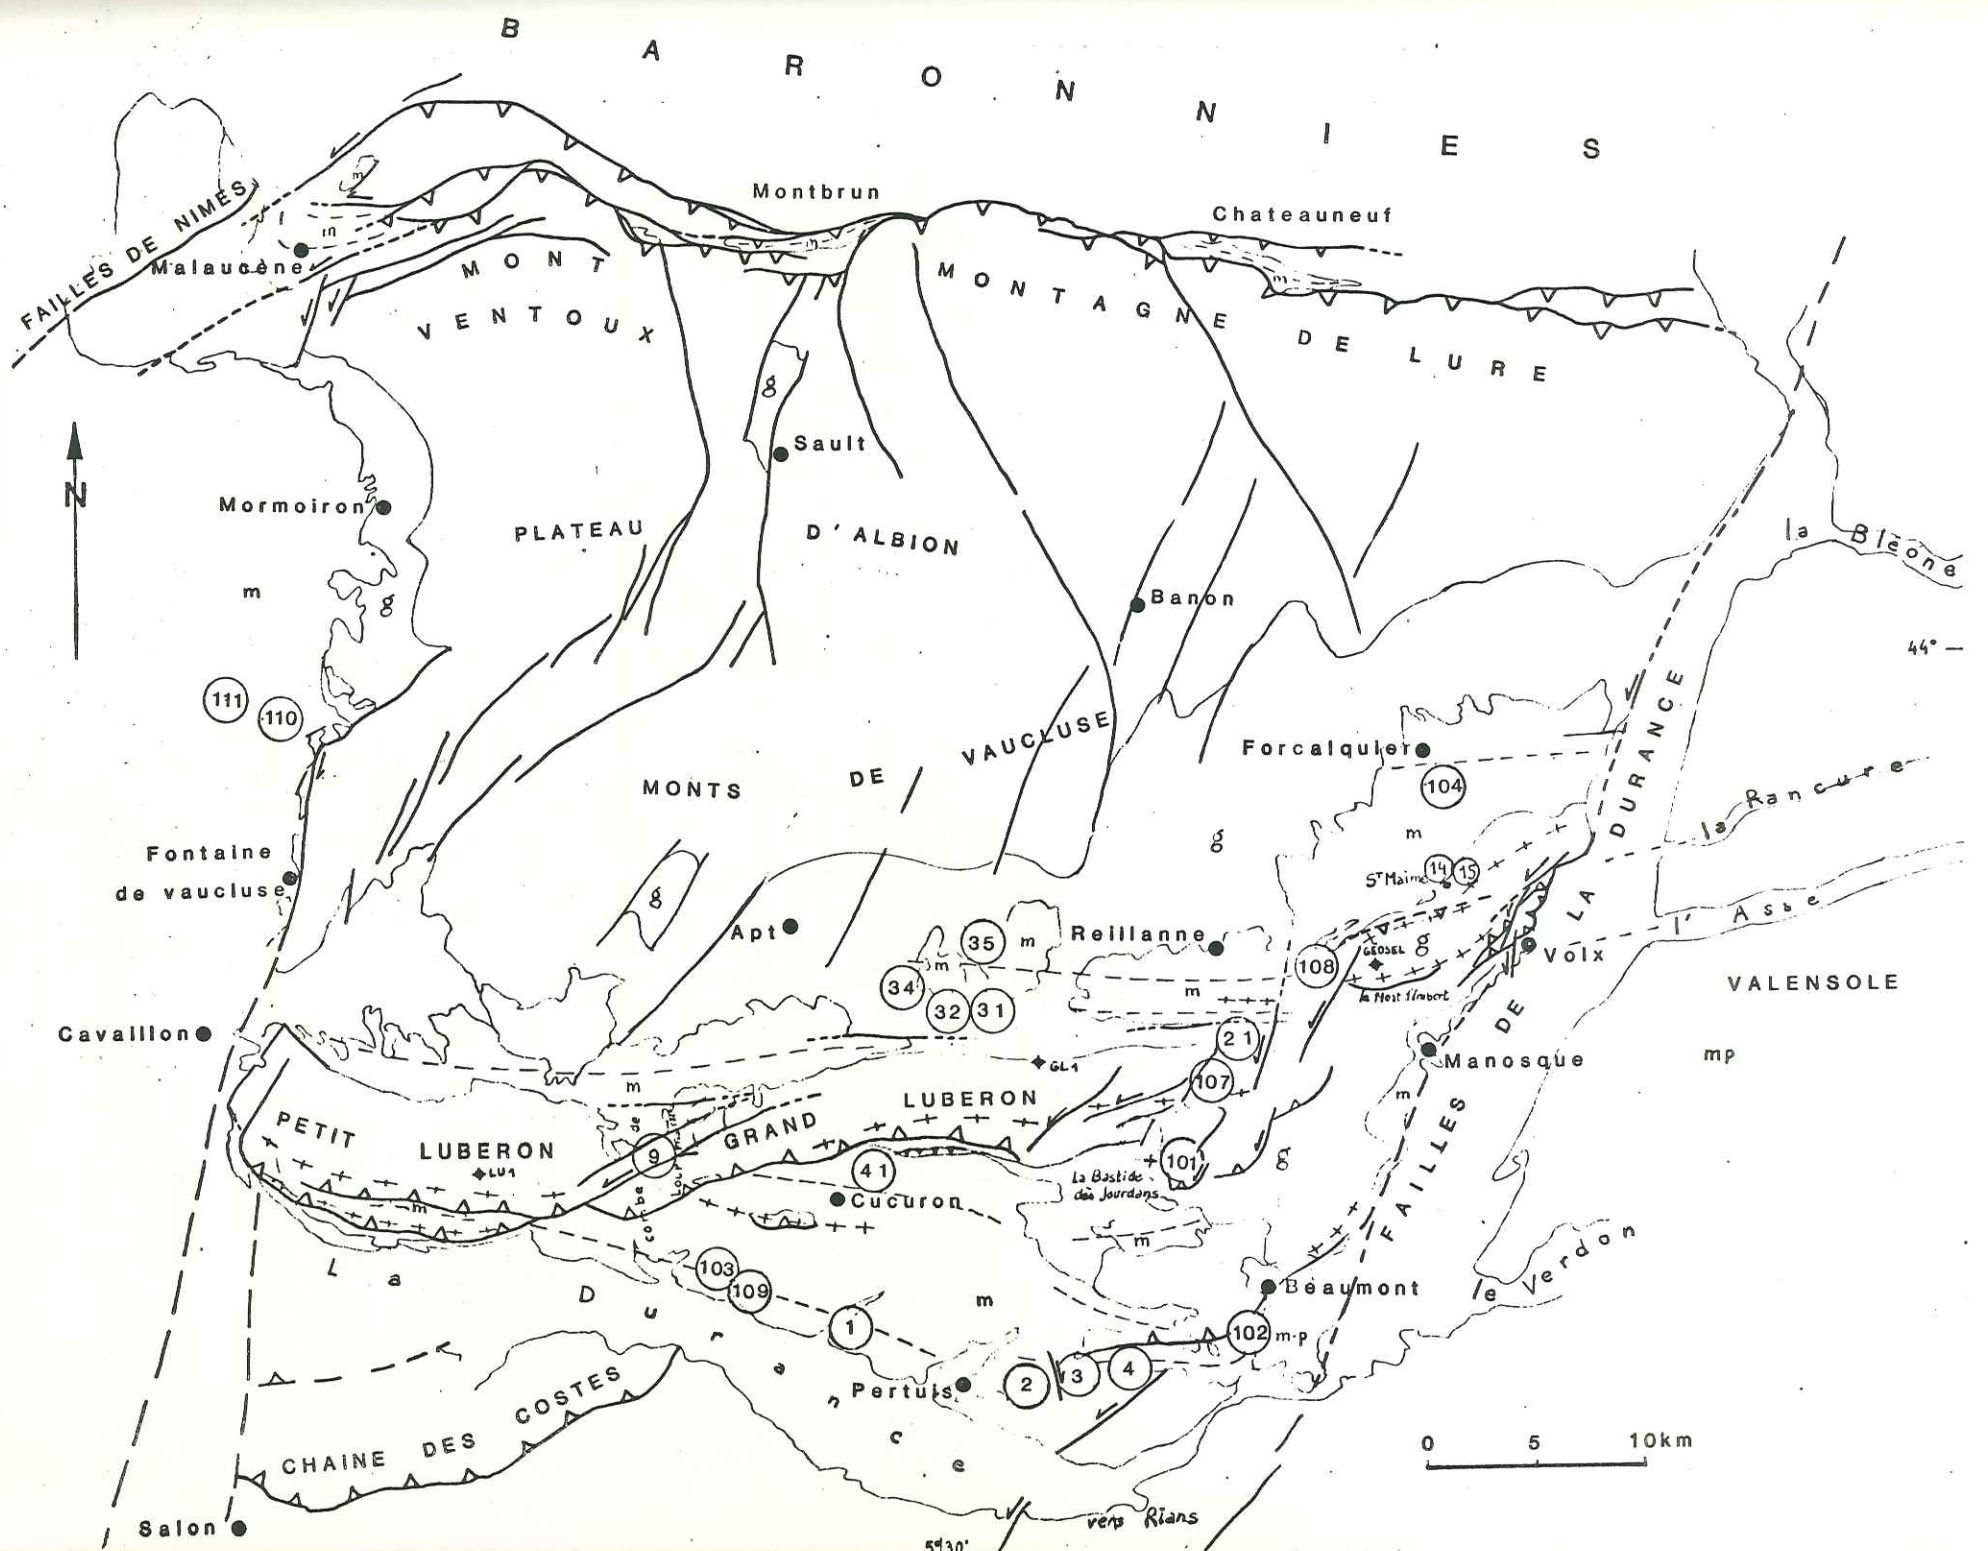 B A R O N N I E S
Montbrun
Chateauneuf
FAILLES DE NIMES
m
m
Malaucène
m
m
MONT
VENTOUX
MONTAGNE DE LURE
g
Sault
N
Mormoiron
PLATEAU
D'ALBION
la Bléone
m
g
Banon
44°
111
110
VAUCLUSE
Forcalquier
MONTS
DE
104
la Rancure
g
m
Fontaine
de vaucluse
14
15
ST Maime
g
l' Asse
Apt
35
m
Reillanne
108
GÉOSEL
g
Volx
m
34
m
la Mort d'Imbert
VALENSOLE
32
31
Cavaillon
21
Manosque
mp
GL1
m
107
m
PETIT
LUBERON
GRAND
LUBERON
LU1
9
combe de
Lourmarin
41
101
g
La Bastide
des Jourdans
m
Cucuron
m
FAILLES DE LA DURANCE
La Durance
103
109
m
Beaumont
le Verdon
1
102
m-p
Pertuis
2
3
4
CHAINE DES COSTES
0 5 10km
Salon
vers Rians
5°30'